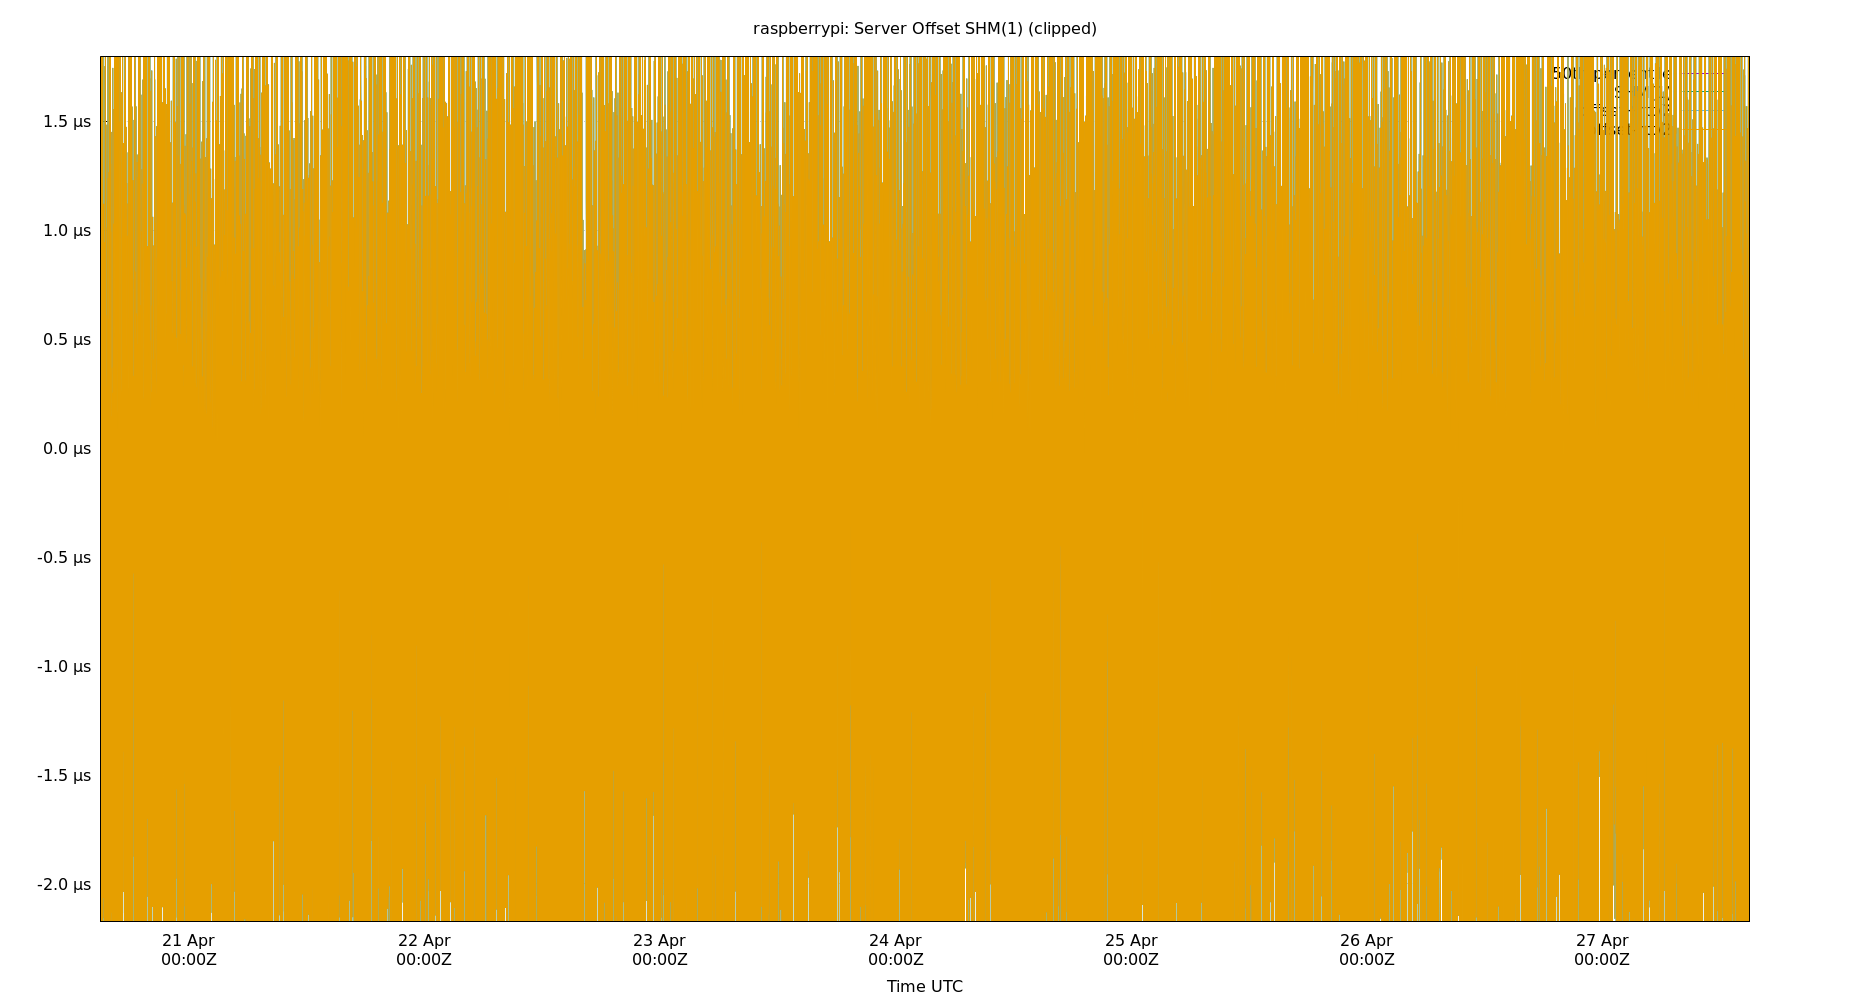 raspberrypi: Server Offset SHM(1) (clipped)
1.5 µs
1.0 µs
0.5 µs
0.0 µs
-0.5 µs
-1.0 µs
-1.5 µs
-2.0 µs
21 Apr 22 Apr 23 Apr 24 Apr 25 Apr 26 Apr 27 Apr
00:00Z 00:00Z 00:00Z 00:00Z 00:00Z 00:00Z 00:00Z
Time UTC